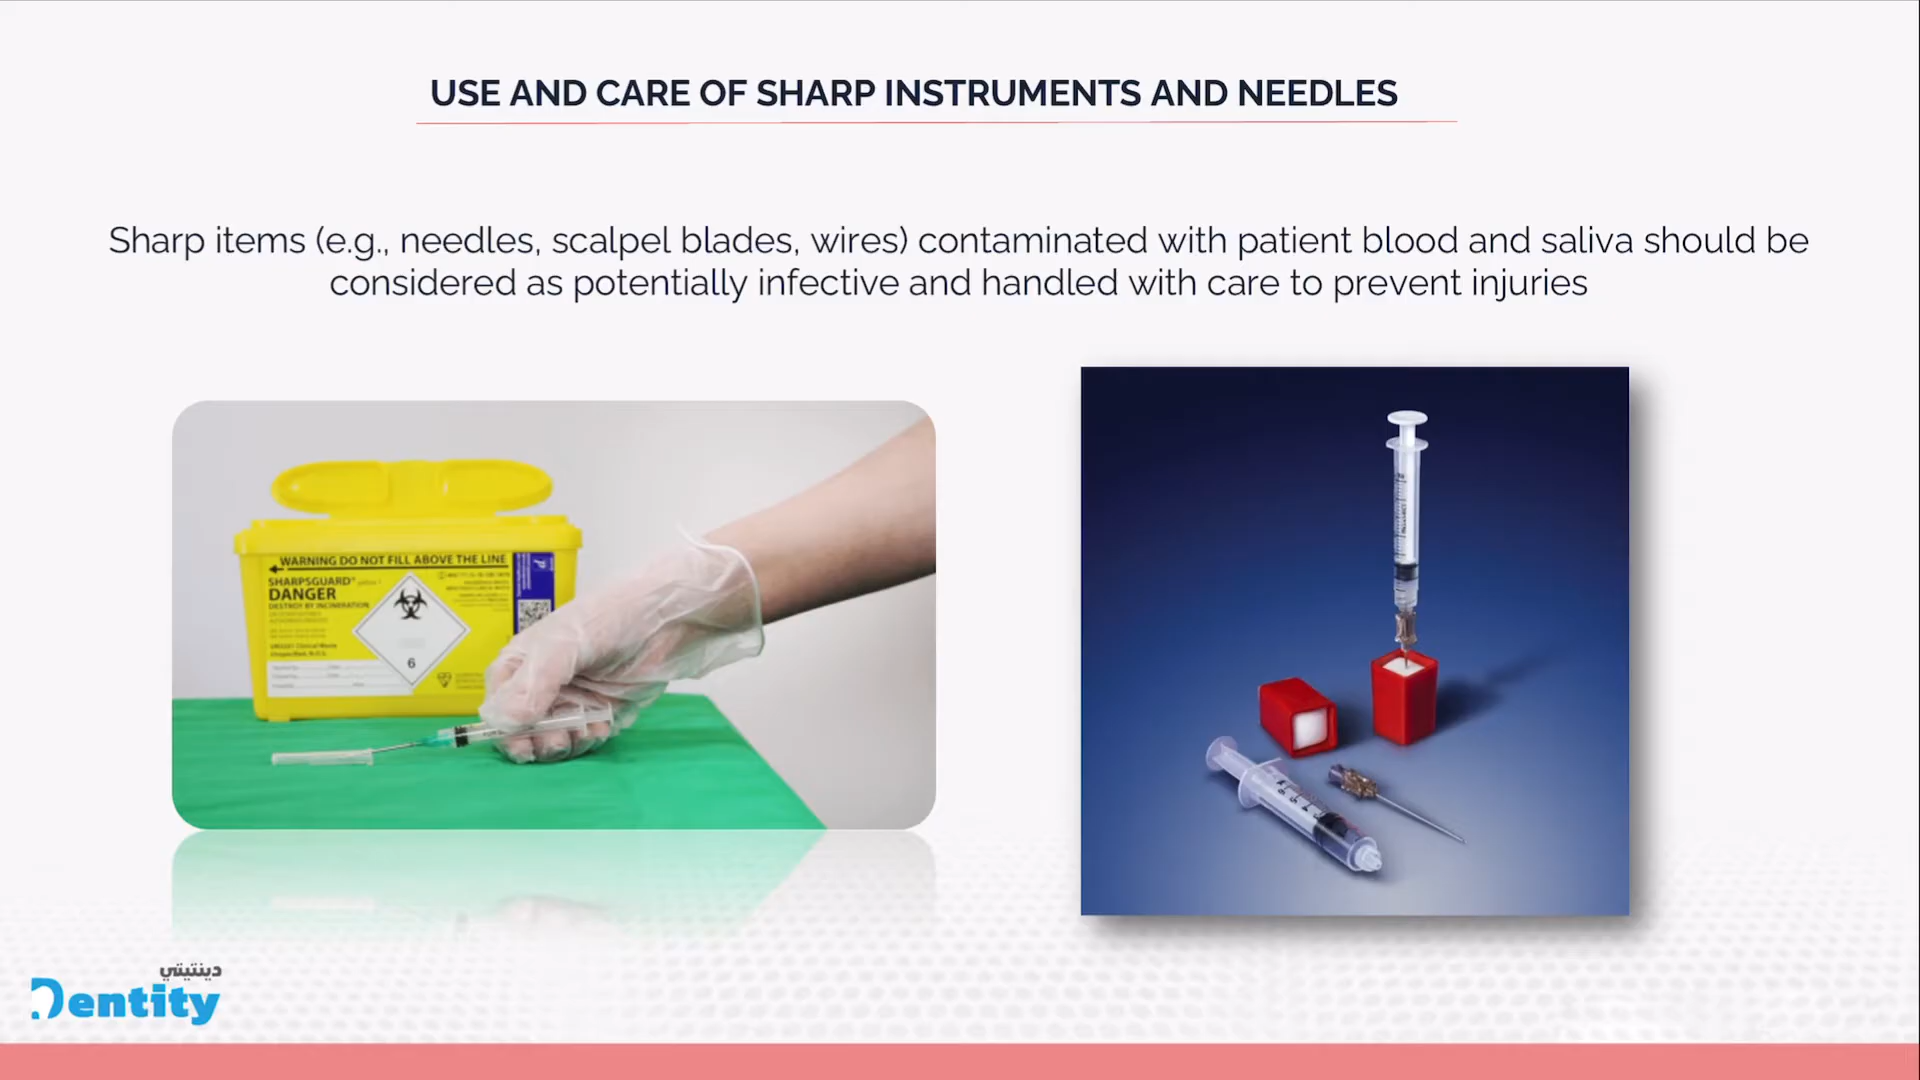 USE AND CARE OF SHARP INSTRUMENTS AND NEEDLES
Sharp items (e.g., needles, scalpel blades, wires) contaminated with patient blood and saliva should be
considered as potentially infective and handled with care to prevent injuries
WARNING DO NOT FILL ABOVE THE LINE
SHARPSGUARD
DANGER
DESTROY BY INCINERATION
6
دينتيتي
Dentity